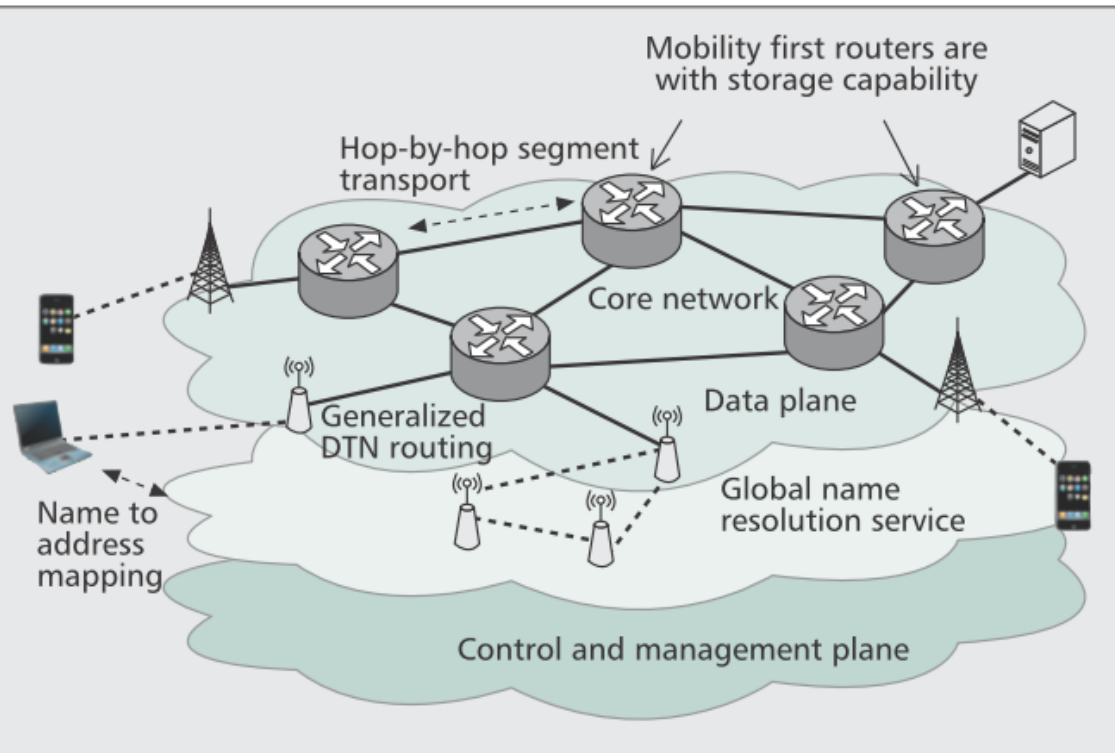 Mobility first routers are
with storage capability
Hop-by-hop segment
transport
Core network
Data plane
Generalized
DTN routing
Global name
resolution service
Name to
address
mapping
Control and management plane